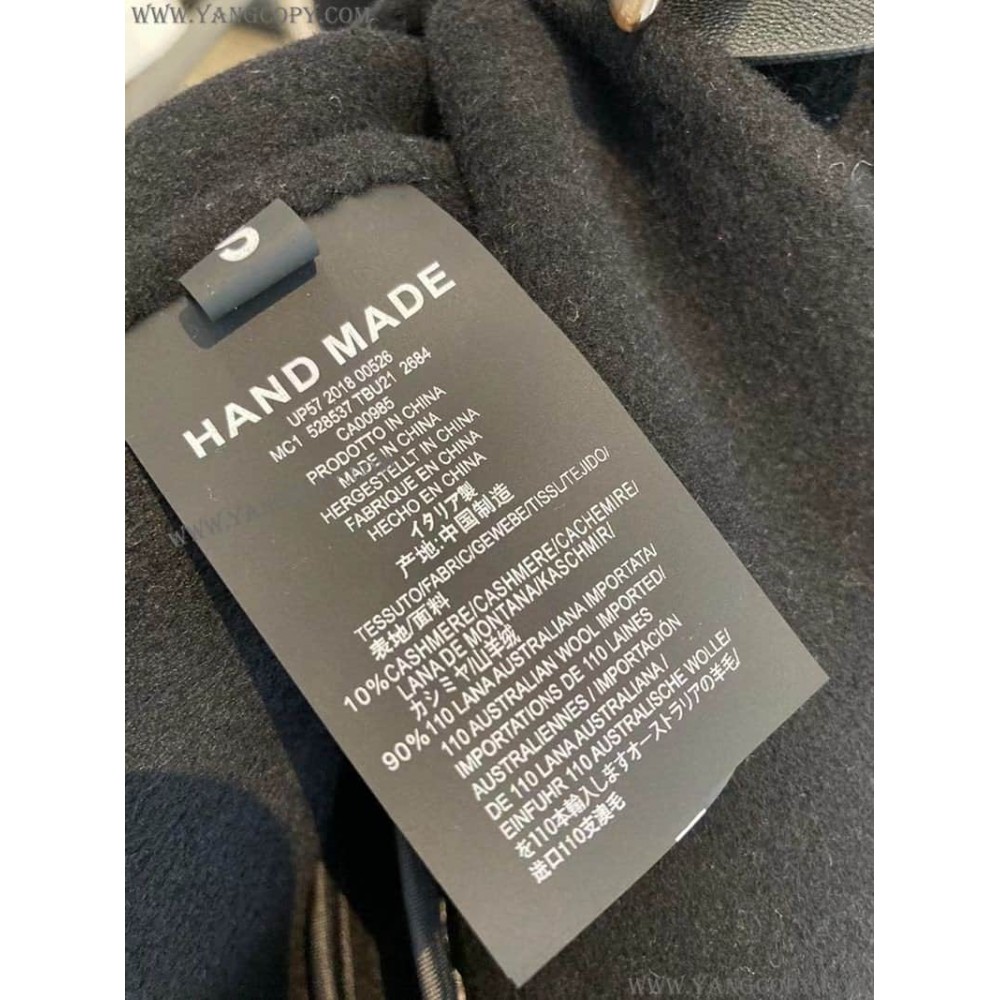 WWW.YANGCOPY.COM
S
HAND MADE
UP57 2018 00526
MC1 528537 TBU21 2684
CA00985
PRODOTTO IN CHINA
MADE IN CHINA
HERGESTELLT IN CHINA
FABRIQUE EN CHINA
HECHO EN CHINA
イタリア製
产地:中国制造
TESSUTO/FABRIC/GEWEBE/TISSU/TEJIDO/
表地/面料
10%CASHMERE/CASHMERE/CACHEMIRE/
LANA DE MONTANA/KASCHMIR/
カシミヤ/山羊绒
90%110 LANA AUSTRALIANA IMPORTATA/
110 AUSTRALIAN WOOL IMPORTED/
IMPORTATIONS DE 110 LAINES
AUSTRALIENNES / IMPORTACIÓN
DE 110 LANA AUSTRALIANA/
EINFUHR 110 AUSTRALISCHE WOLLE/
を110本輸入しますオーストラリアの羊毛/
进口110支澳毛
WWW.YANGCOPY.COM